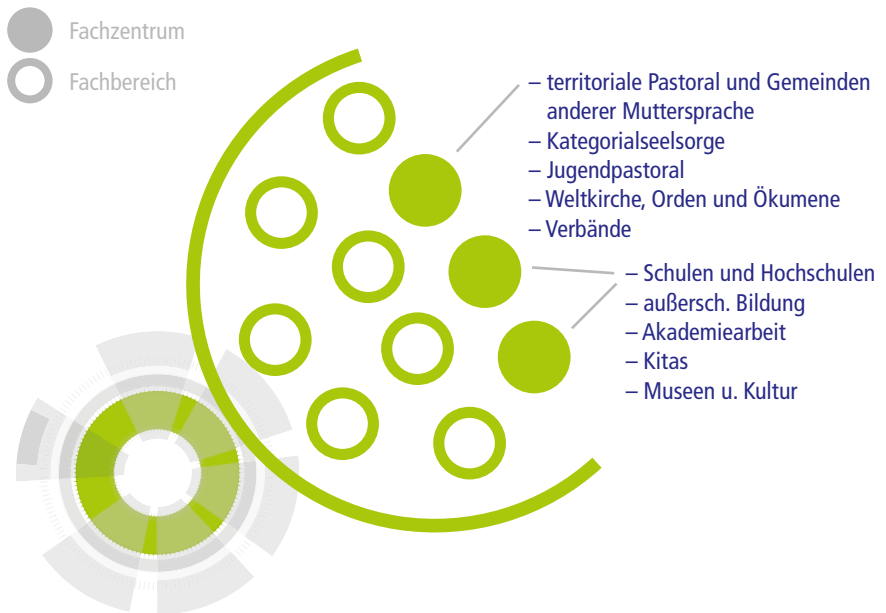 Fachzentrum
Fachbereich
– territoriale Pastoral und Gemeinden
anderer Muttersprache
– Kategorialseelsorge
– Jugendpastoral
– Weltkirche, Orden und Ökumene
– Verbände
– Schulen und Hochschulen
– außersch. Bildung
– Akademiearbeit
– Kitas
– Museen u. Kultur